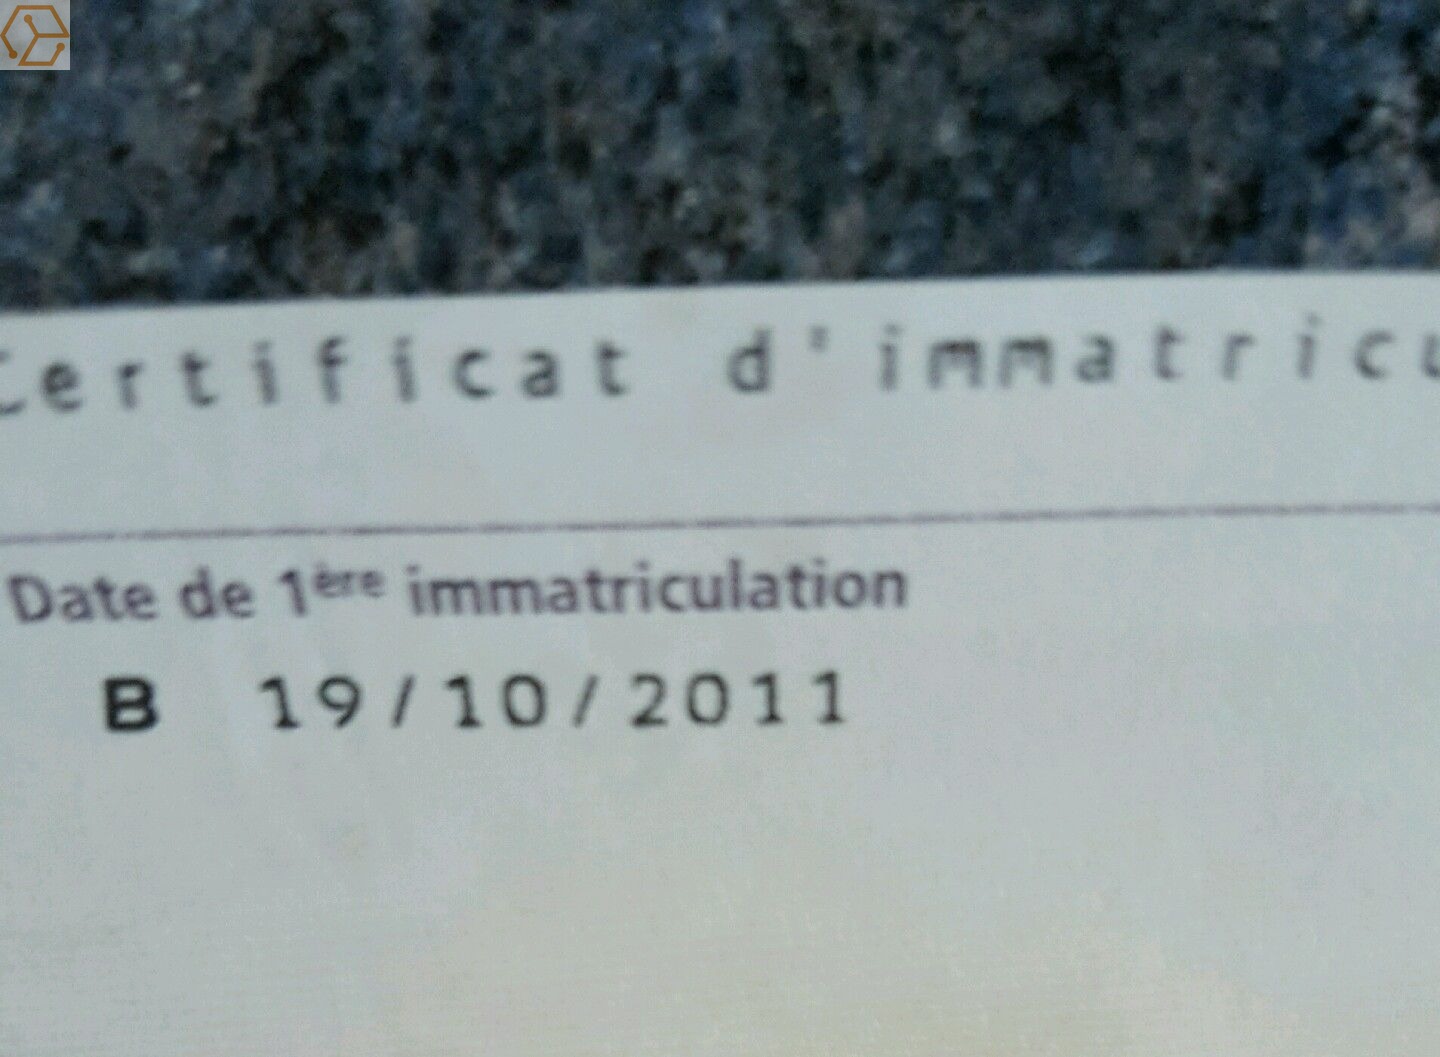 Certificat d'immatricu
Date de 1ère immatriculation
B 19/10/2011